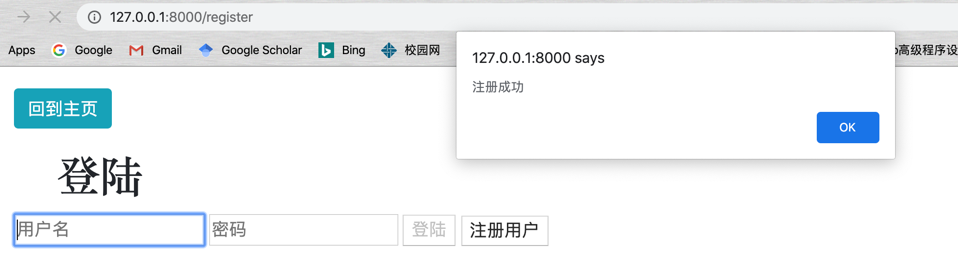 127.0.0.1:8000/register
Apps Google Gmail Google Scholar Bing 校园网 高级程序设
127.0.0.1:8000 says
注册成功
OK
回到主页
登陆
用户名 密码 登陆 注册用户